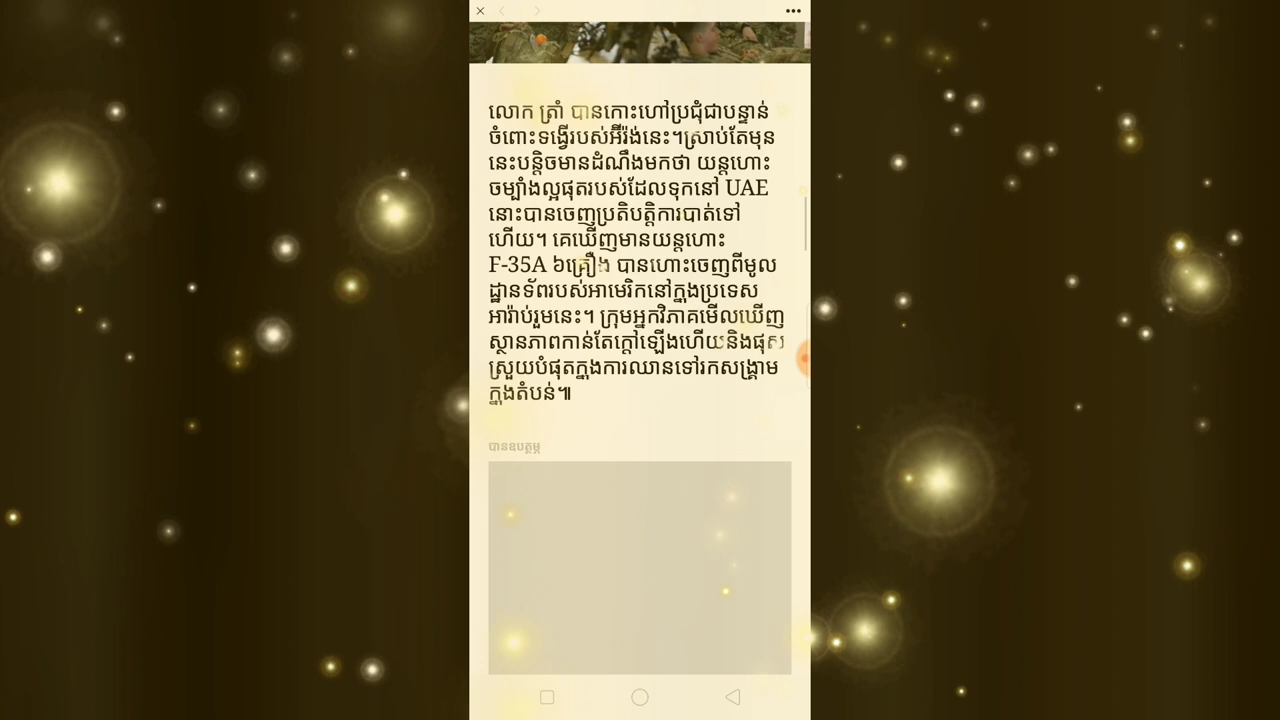 លោក ត្រាំ បានកោះហៅប្រជុំជាបន្ទាន់
ចំពោះទង្វើរបស់អ៊ីរ៉ង់នេះ។ស្រាប់តែមុន
នេះបន្តិចមានដំណឹងមកថា យន្តហោះ
ចម្បាំងល្អផុតរបស់ដែលទុកនៅ UAE
នោះបានចេញប្រតិបត្តិការបាត់ទៅ
ហើយ។ គេឃើញមានយន្តហោះ
F-35A ៦គ្រឿង បានហោះចេញពីមូល
ដ្ឋានទ័ពរបស់អាមេរិកនៅក្នុងប្រទេស
អារ៉ាប់រួមនេះ។ ក្រុមអ្នកវិភាគមើលឃើញ
ស្ថានភាពកាន់តែក្តៅឡើងហើយនិងផុស
ស្រួយបំផុតក្នុងការឈានទៅរកសង្គ្រាម
ក្នុងតំបន់៕
បានឧបត្ថម្ភ